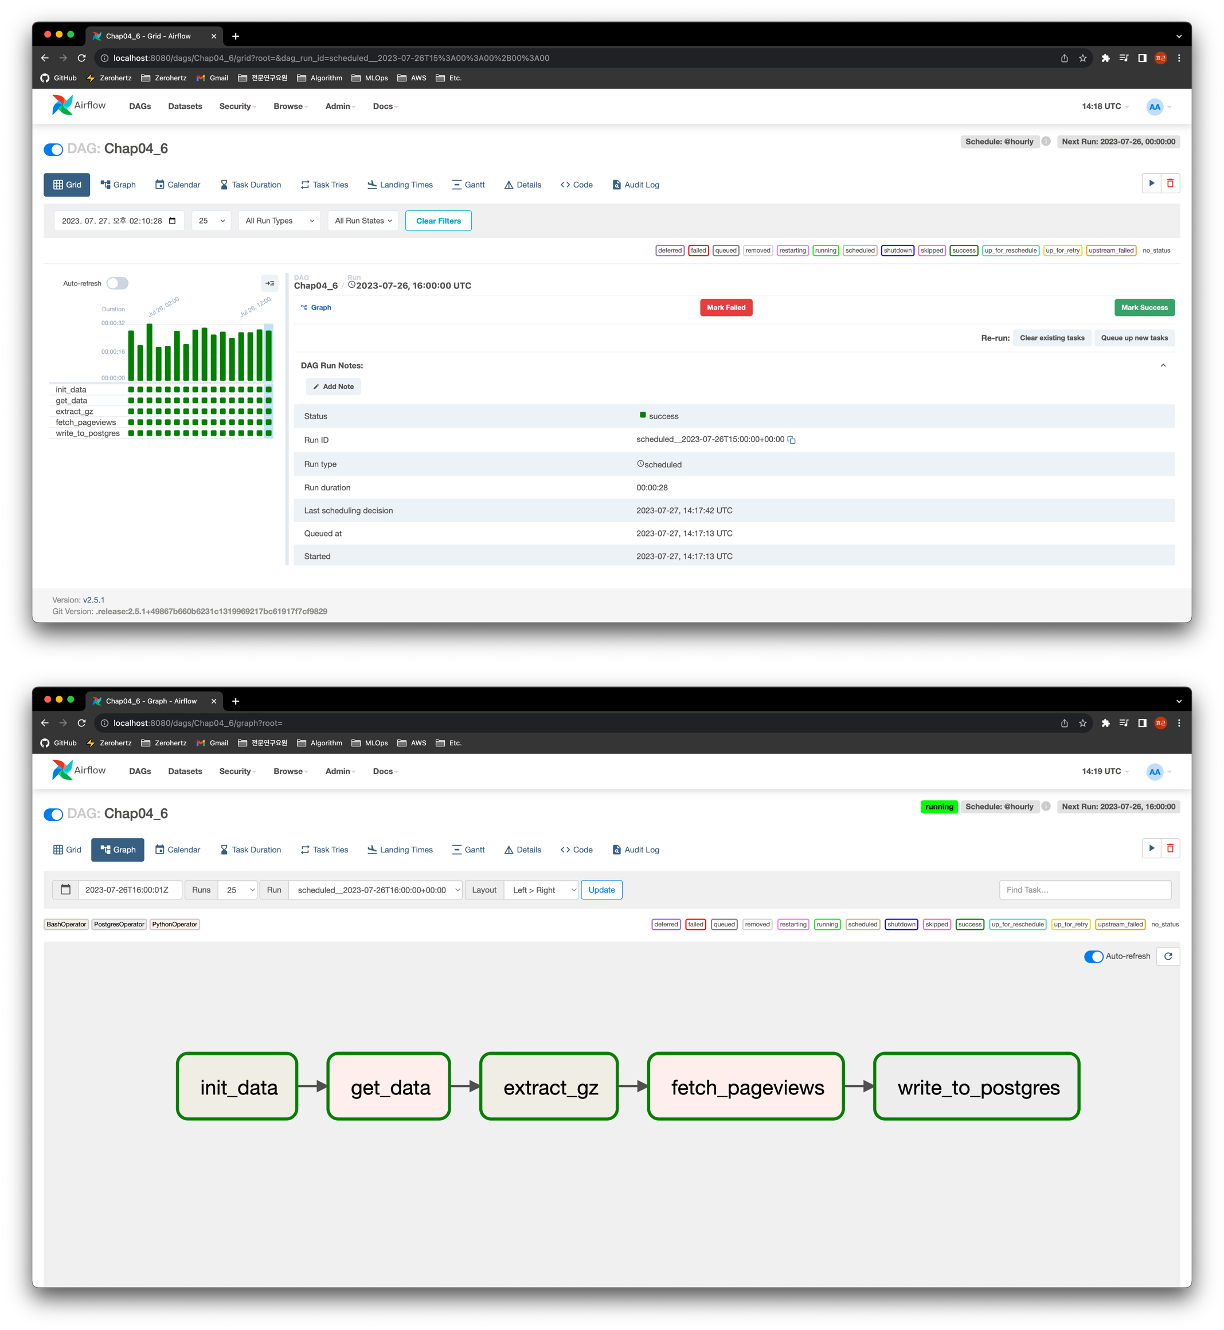 Chap04_6 - Grid - Airflow
localhost:8080/dags/Chap04_6/grid?root=&dag_run_id=scheduled__2023-07-26T15%3A00%3A00%2B00%3A00
GitHub Zerohertz Zerohertz Gmail 전문연구요원 Algorithm MLOps AWS Etc.
Airflow DAGs Datasets Security Browse Admin Docs 14:18 UTC AA
DAG: Chap04_6 Schedule: @hourly Next Run: 2023-07-26, 00:00:00
Grid Graph Calendar Task Duration Task Tries Landing Times Gantt Details Code Audit Log
2023. 07. 27. 오후 02:10:28 25 All Run Types All Run States Clear Filters
deferred failed queued removed restarting running scheduled shutdown skipped success up_for_reschedule up_for_retry upstream_failed no_status
Auto-refresh
Duration
00:00:32
00:00:16
00:00:00
init_data
get_data
extract_gz
fetch_pageviews
write_to_postgres
DAG Run
Chap04_6 / 2023-07-26, 16:00:00 UTC
Graph Mark Failed Mark Success
Re-run: Clear existing tasks Queue up new tasks
DAG Run Notes:
Add Note
Status success
Run ID scheduled__2023-07-26T15:00:00+00:00
Run type scheduled
Run duration 00:00:28
Last scheduling decision 2023-07-27, 14:17:42 UTC
Queued at 2023-07-27, 14:17:13 UTC
Started 2023-07-27, 14:17:13 UTC
Version: v2.5.1
Git Version: .release:2.5.1+49867b660b6231c1319969217bc61917f7cf9829
Chap04_6 - Graph - Airflow
localhost:8080/dags/Chap04_6/graph?root=
GitHub Zerohertz Zerohertz Gmail 전문연구요원 Algorithm MLOps AWS Etc.
Airflow DAGs Datasets Security Browse Admin Docs 14:19 UTC AA
DAG: Chap04_6 running Schedule: @hourly Next Run: 2023-07-26, 16:00:00
Grid Graph Calendar Task Duration Task Tries Landing Times Gantt Details Code Audit Log
2023-07-26T16:00:01Z Runs 25 Run scheduled__2023-07-26T16:00:00+00:00 Layout Left > Right Update Find Task...
BashOperator PostgresOperator PythonOperator deferred failed queued removed restarting running scheduled shutdown skipped success up_for_reschedule up_for_retry upstream_failed no_status
Auto-refresh
init_data get_data extract_gz fetch_pageviews write_to_postgres